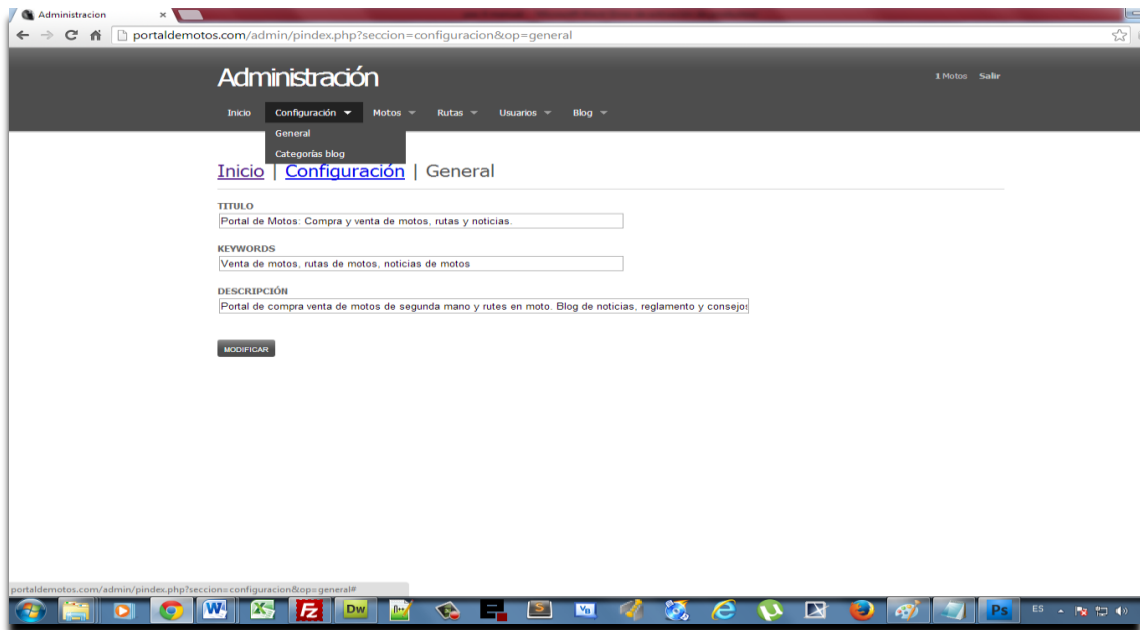 Administracion
portaldemotos.com/admin/pindex.php?seccion=configuracion&op=general
Administración
1 Motos Salir
Inicio Configuración Motos Rutas Usuarios Blog
General
Categorías blog
Inicio | Configuración | General
TITULO
Portal de Motos: Compra y venta de motos, rutas y noticias.
KEYWORDS
Venta de motos, rutas de motos, noticias de motos
DESCRIPCIÓN
Portal de compra venta de motos de segunda mano y rutes en moto. Blog de noticias, reglamento y consejos
MODIFICAR
portaldemotos.com/admin/pindex.php?seccion=configuracion&op=general#
W Fz Dw S Ps ES